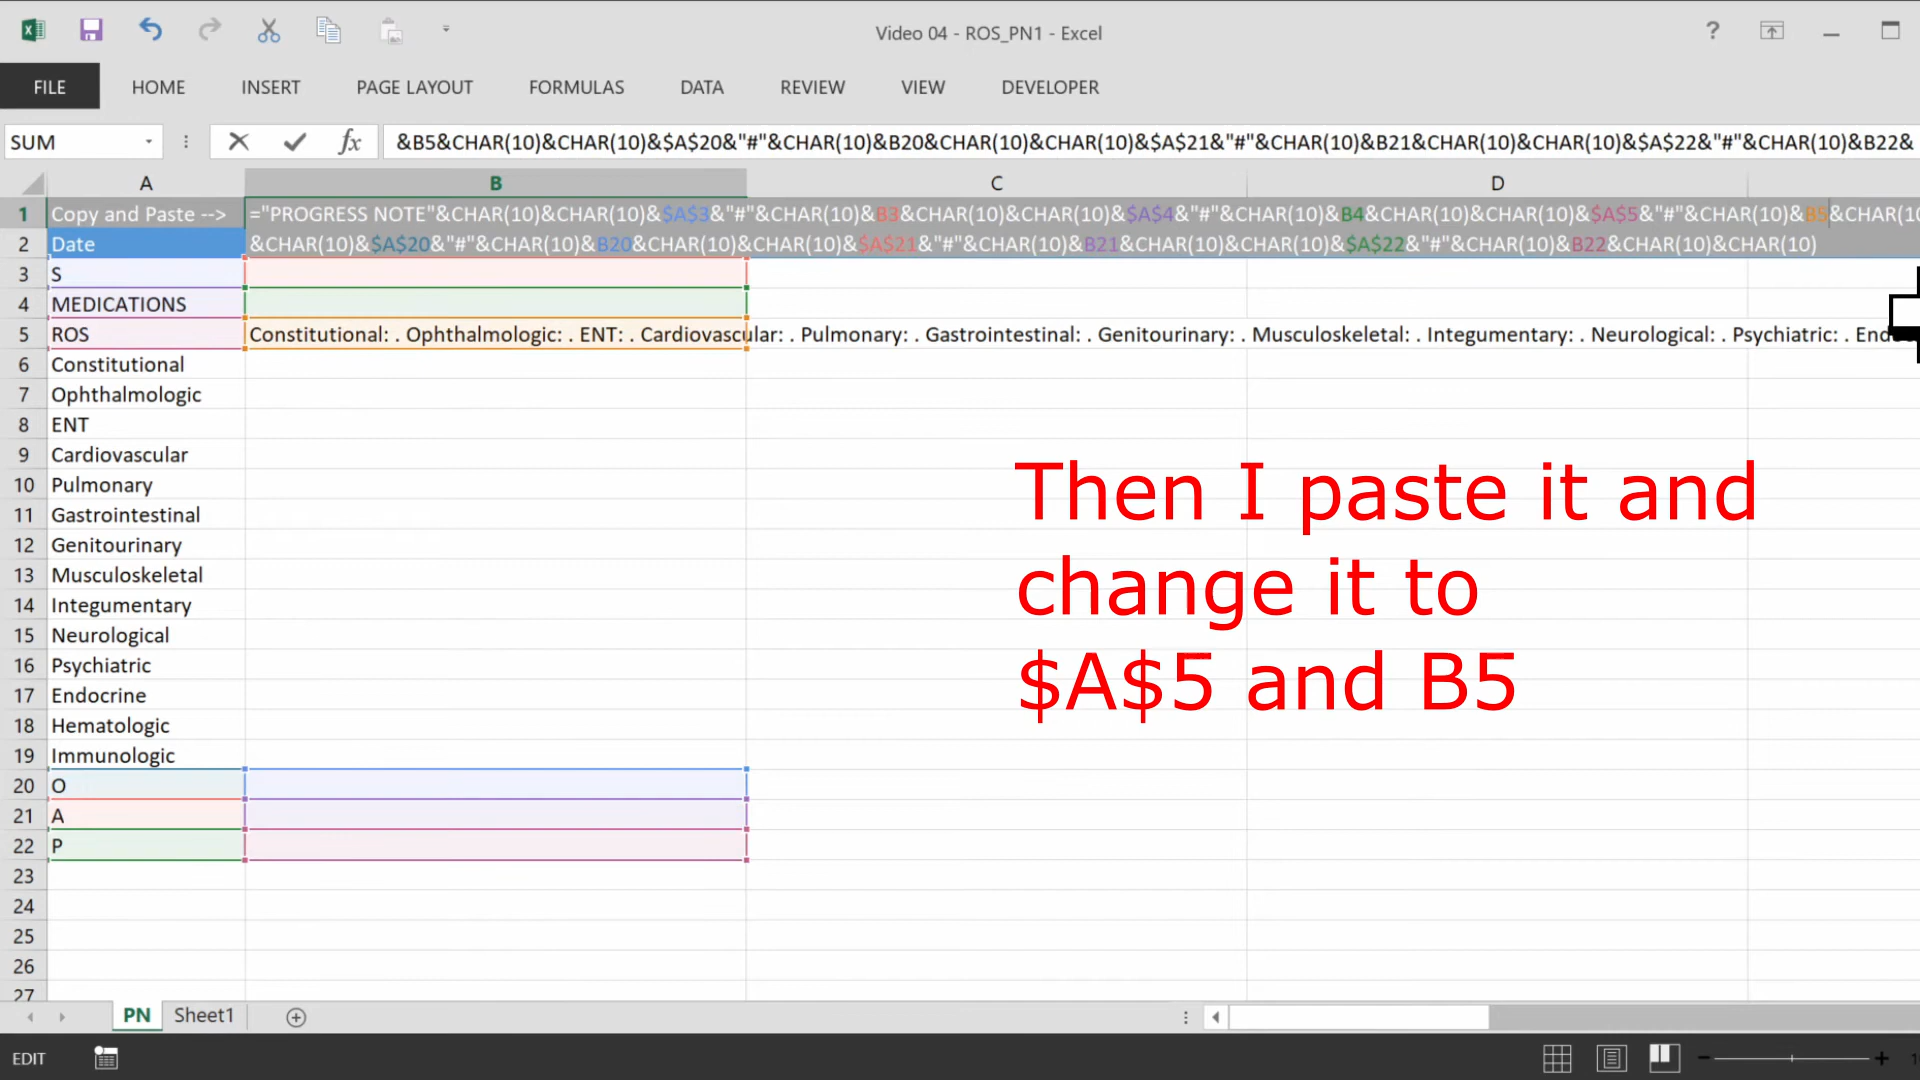 Video 04 - ROS_PN1 - Excel
?
FILE HOME INSERT PAGE LAYOUT FORMULAS DATA REVIEW VIEW DEVELOPER
SUM fx &B5&CHAR(10)&CHAR(10)&$A$20&"#"&CHAR(10)&B20&CHAR(10)&CHAR(10)&$A$21&"#"&CHAR(10)&B21&CHAR(10)&CHAR(10)&$A$22&"#"&CHAR(10)&B22&
A B C D
1 Copy and Paste --> ="PROGRESS NOTE"&CHAR(10)&CHAR(10)&$A$3&"#"&CHAR(10)&B3&CHAR(10)&CHAR(10)&$A$4&"#"&CHAR(10)&B4&CHAR(10)&CHAR(10)&$A$5&"#"&CHAR(10)&B5&CHAR(10
2 Date &CHAR(10)&$A$20&"#"&CHAR(10)&B20&CHAR(10)&CHAR(10)&$A$21&"#"&CHAR(10)&B21&CHAR(10)&CHAR(10)&$A$22&"#"&CHAR(10)&B22&CHAR(10)&CHAR(10)
3 S
4 MEDICATIONS
5 ROS Constitutional: . Ophthalmologic: . ENT: . Cardiovascular: . Pulmonary: . Gastrointestinal: . Genitourinary: . Musculoskeletal: . Integumentary: . Neurological: . Psychiatric: .
6 Constitutional
7 Ophthalmologic
8 ENT
9 Cardiovascular
10 Pulmonary
11 Gastrointestinal
12 Genitourinary
13 Musculoskeletal
14 Integumentary
15 Neurological
16 Psychiatric
17 Endocrine
18 Hematologic
19 Immunologic
20 O
21 A
22 P
23
24
25
26
27
Then I paste it and
change it to
$A$5 and B5
PN Sheet1
EDIT